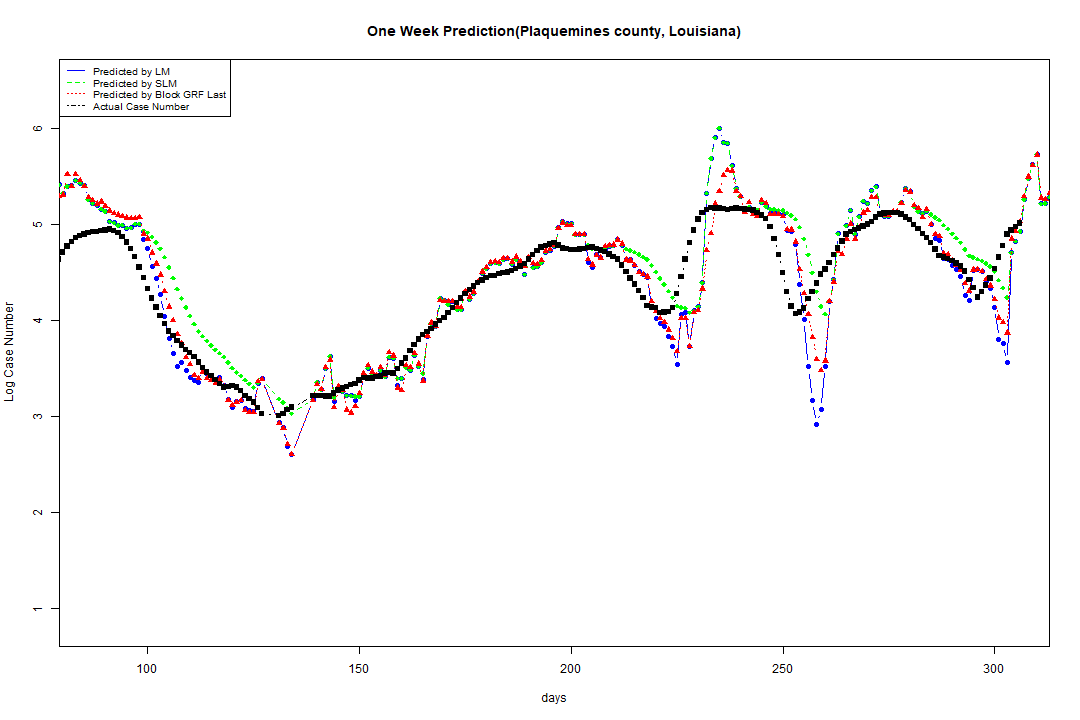 One Week Prediction(Plaquemines county, Louisiana)
Predicted by LM
Predicted by SLM
Predicted by Block GRF Last
Actual Case Number
6
5
4
3
2
1
Log Case Number
100 150 200 250 300
days